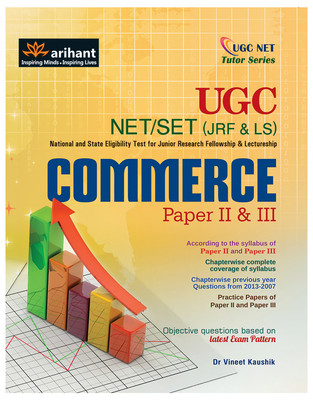 arihant
Inspiring Minds • Inspiring Lives
UGC NET
Tutor Series
UGC
NET/SET (JRF & LS)
National and State Eligibility Test for Junior Research Fellowship & Lectureship
COMMERCE
Paper II & III
According to the syllabus of
Paper II and Paper III
Chapterwise complete
coverage of syllabus
Chapterwise previous year
Questions from 2013-2007
Practice Papers of
Paper II and Paper III
Objective questions based on
latest Exam Pattern
Dr Vineet Kaushik